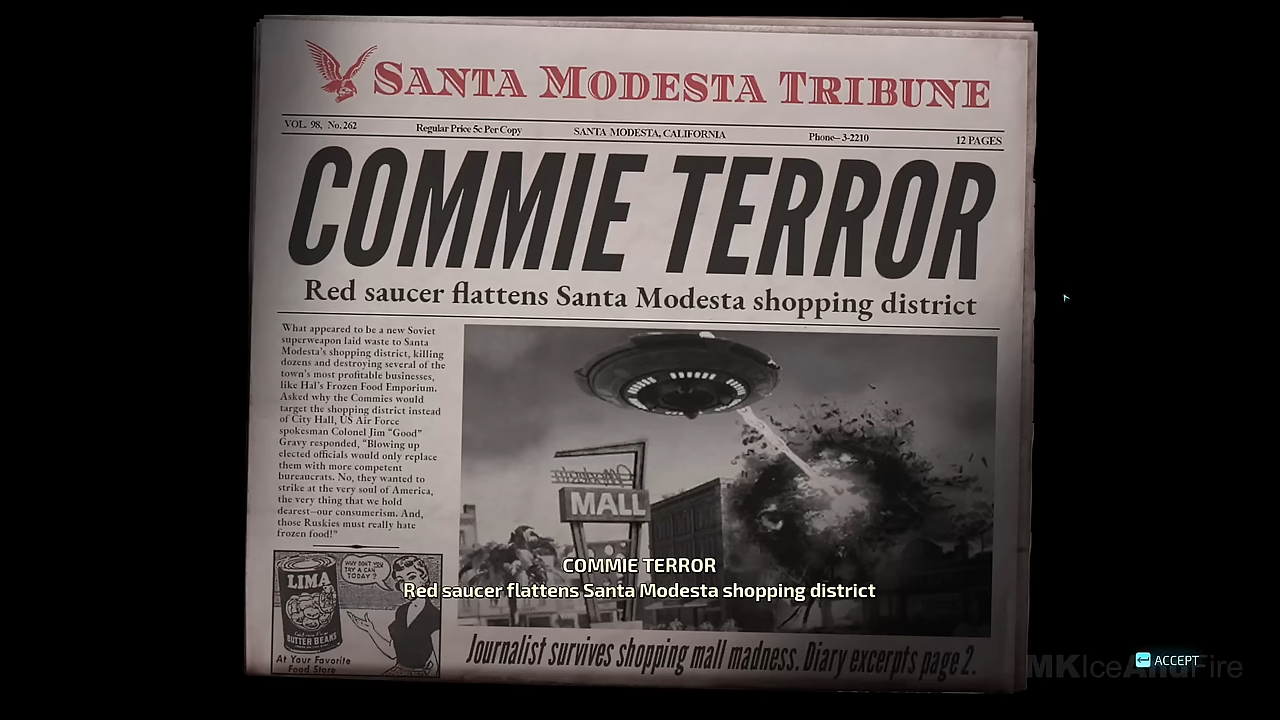 SANTA MODESTA TRIBUNE
VOL. 98, No. 262
Regular Price 5c Per Copy
SANTA MODESTA, CALIFORNIA
Phone–3-2210
12 PAGES
COMMIE TERROR
Red saucer flattens Santa Modesta shopping district
What appeared to be a new Soviet
superweapon laid waste to Santa
Modesta's shopping district, killing
dozens and destroying several of the
town's most profitable businesses,
like Hal's Frozen Food Emporium.
Asked why the Commies would
target the shopping district instead
of City Hall, US Air Force
spokesman Colonel Jim “Good”
Gravy responded, “Blowing up
elected officials would only replace
them with more competent
bureaucrats. No, they wanted to
strike at the very soul of America,
the very thing that we hold
dearest—our consumerism. And,
those Ruskies must really hate
frozen food!”
MALL
COMMIE TERROR
Red saucer flattens Santa Modesta shopping district
LIMA
BUTTER BEANS
WHY DON'T YOU
TRY A CAN
TODAY?
At Your Favorite
Food Store
Journalist survives shopping mall madness. Diary excerpts page 2.
ACCEPT
MKIceAndFire